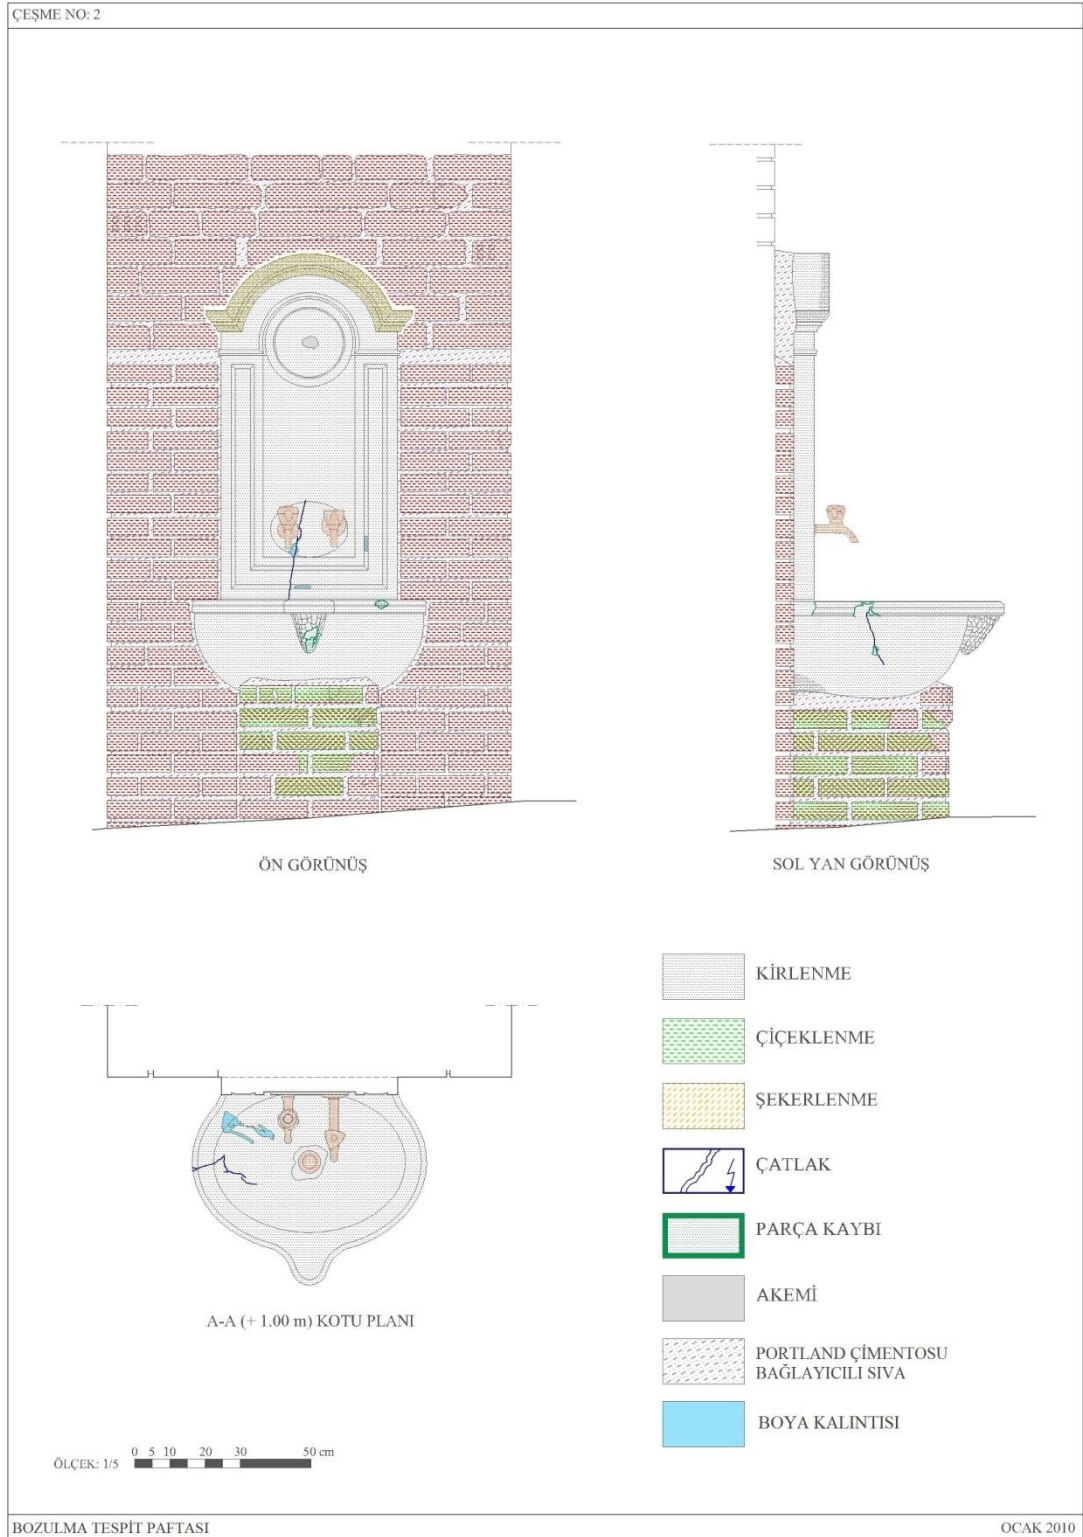 ÇEŞME NO: 2
ÖN GÖRÜNÜŞ
SOL YAN GÖRÜNÜŞ
KİRLENME
ÇİÇEKLENME
ŞEKERLENME
ÇATLAK
PARÇA KAYBI
AKEMİ
PORTLAND ÇİMENTOSU
BAĞLAYICILI SIVA
BOYA KALINTISI
A-A (+ 1.00 m) KOTU PLANI
ÖLÇEK: 1/5
0 5 10 20 30 50 cm
BOZULMA TESPİT PAFTASI
OCAK 2010